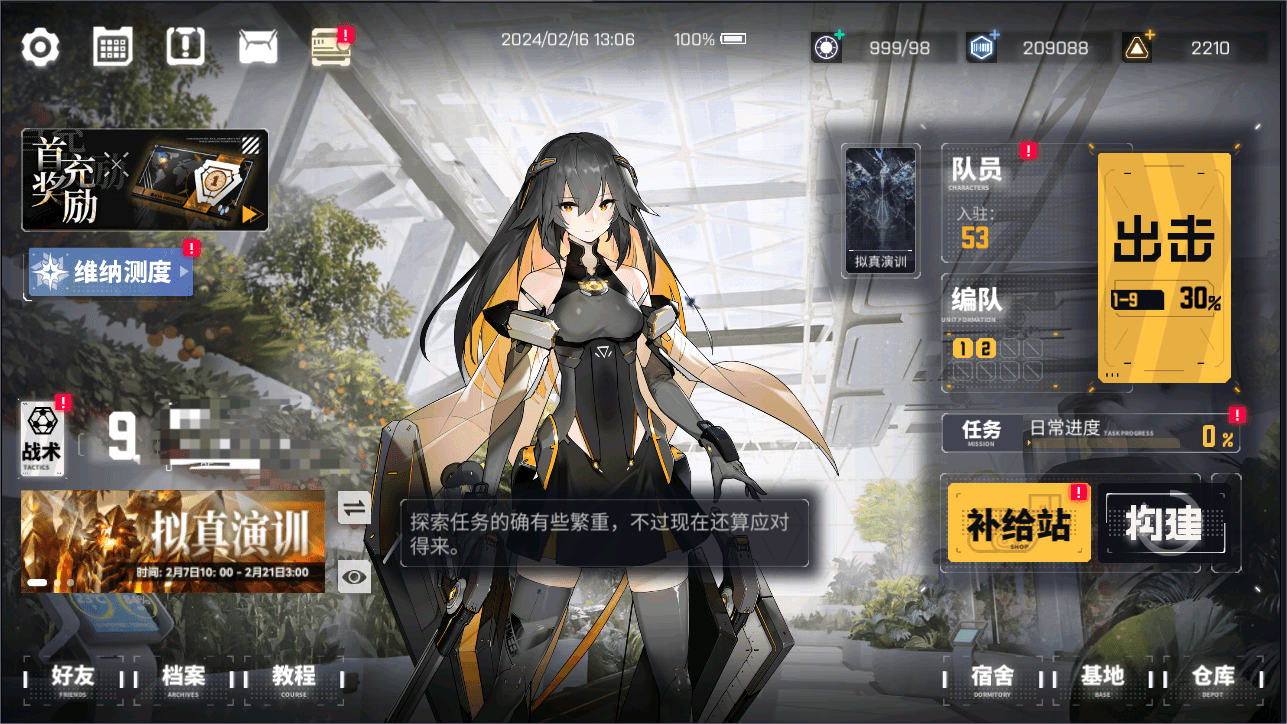 2024/02/16 13:06
100%
999/98
209088
2210
首充
奖励
维纳测度
战术
TACTICS
9
拟真演训
时间: 2月7日10: 00 - 2月21日3:00
探索任务的确有些繁重，不过现在还算应对
得来。
拟真演训
队员
CHARACTERS
入驻:
53
编队
UNIT FORMATION
1 2
出击
1-9 30%
任务
MISSION
日常进度 TASK PROGRESS
0%
补给站
SHOP
构建
好友
FRIENDS
档案
ARCHIVES
教程
COURSE
宿舍
DORMITORY
基地
BASE
仓库
DEPOT